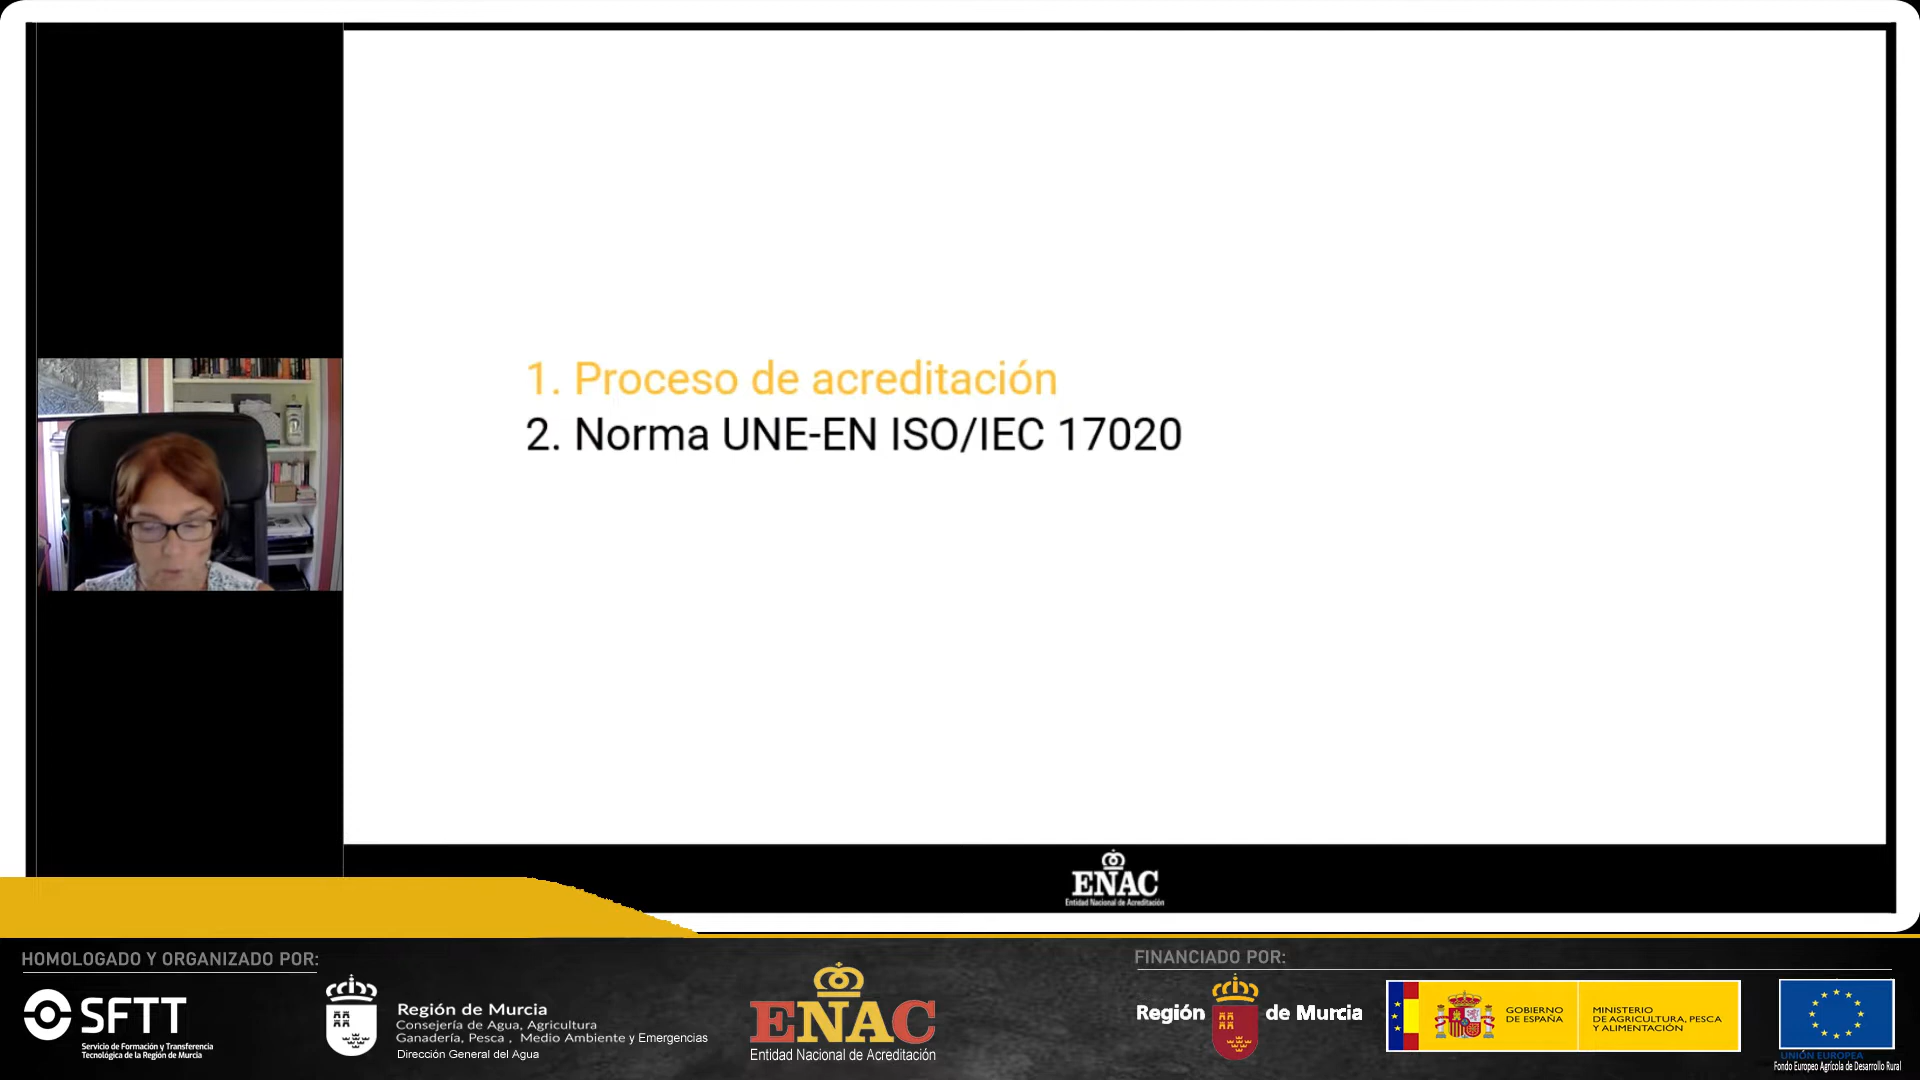 1. Proceso de acreditación
2. Norma UNE-EN ISO/IEC 17020
ENAC
Entidad Nacional de Acreditación
HOMOLOGADO Y ORGANIZADO POR:
SFTT
Servicio de Formación y Transferencia
Tecnológica de la Región de Murcia
Región de Murcia
Consejería de Agua, Agricultura
Ganadería, Pesca , Medio Ambiente y Emergencias
Dirección General del Agua
ENAC
Entidad Nacional de Acreditación
FINANCIADO POR:
Región de Murcia
GOBIERNO
DE ESPAÑA
MINISTERIO
DE AGRICULTURA, PESCA
Y ALIMENTACIÓN
UNIÓN EUROPEA
Fondo Europeo Agrícola de Desarrollo Rural